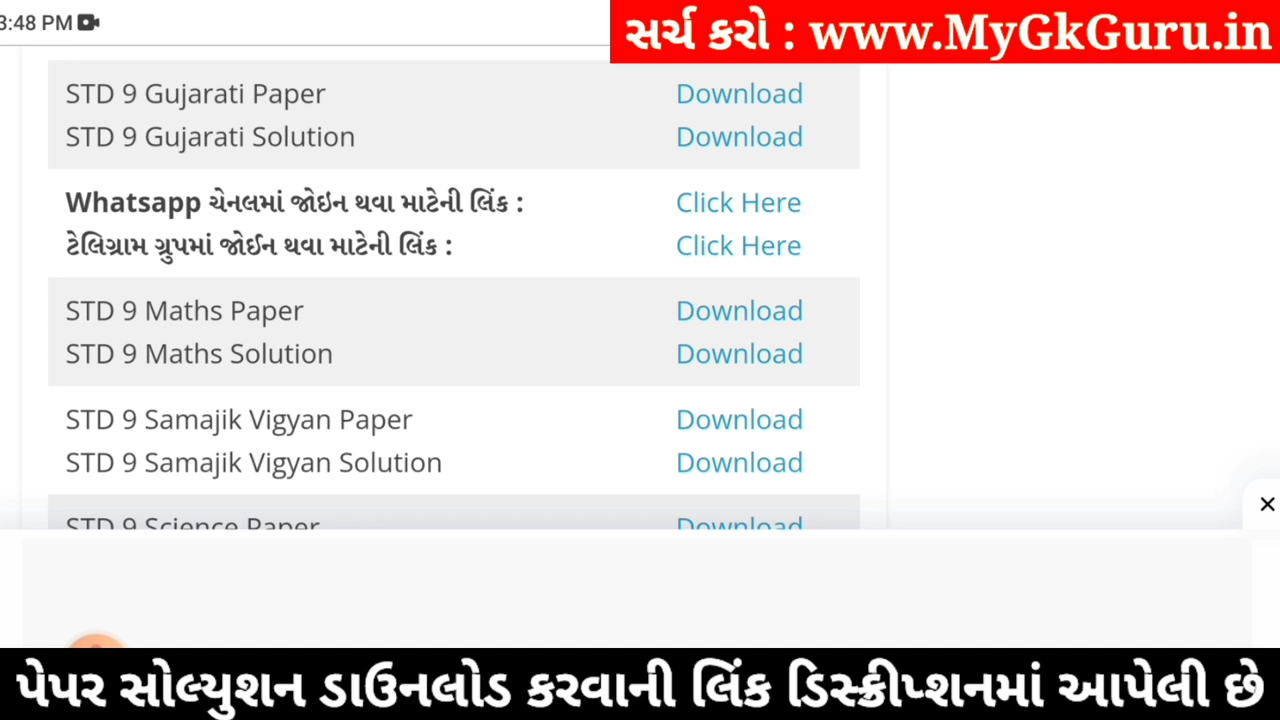 3:48 PM
સર્ચ કરો : www.MyGkGuru.in
STD 9 Gujarati Paper Download
STD 9 Gujarati Solution Download
Whatsapp ચેનલમાં જોઇન થવા માટેની લિંક : Click Here
ટેલિગ્રામ ગ્રુપમાં જોઈન થવા માટેની લિંક : Click Here
STD 9 Maths Paper Download
STD 9 Maths Solution Download
STD 9 Samajik Vigyan Paper Download
STD 9 Samajik Vigyan Solution Download
STD 9 Science Paper Download
પેપર સોલ્યુશન ડાઉનલોડ કરવાની લિંક ડિસ્ક્રીપ્શનમાં આપેલી છે